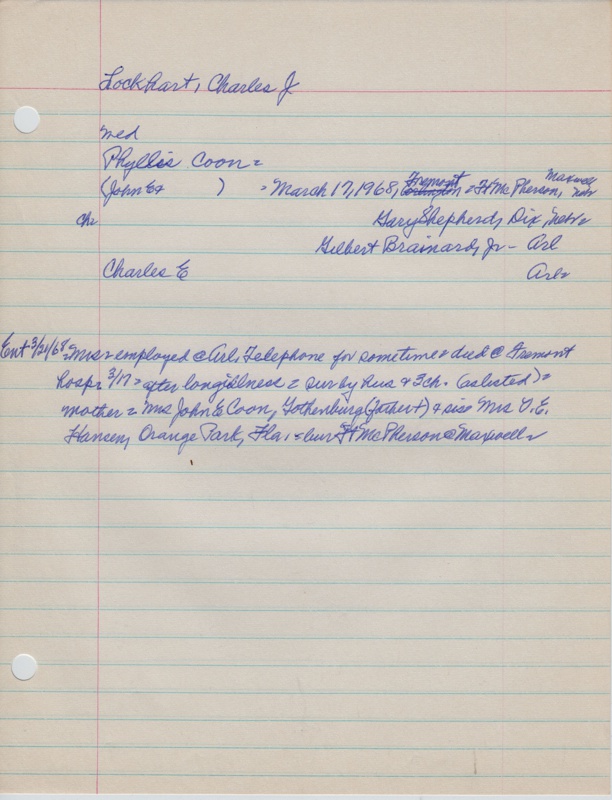 Lockhart, Charles J
med
Phyllis Coon =
(John E + ) = March 17, 1968, Fremont = Ft McPherson, Maxwell, Nebr
ch
Gary Shepherd, Dix, Nebr
Gilbert Brainard, Jr - Arl
Charles E Arl
Ent 3/21/68 = Mrs = employed @ Arl. Telephone for sometime = died @ Fremont
hosp. 3/17 = after long illness = sur by hus + 3 ch. (as listed) =
mother = Mrs John E Coon, Gothenburg (father †) + sis = Mrs E.
Hansen, Orange Park, Fla, = bur Ft McPherson @ Maxwell